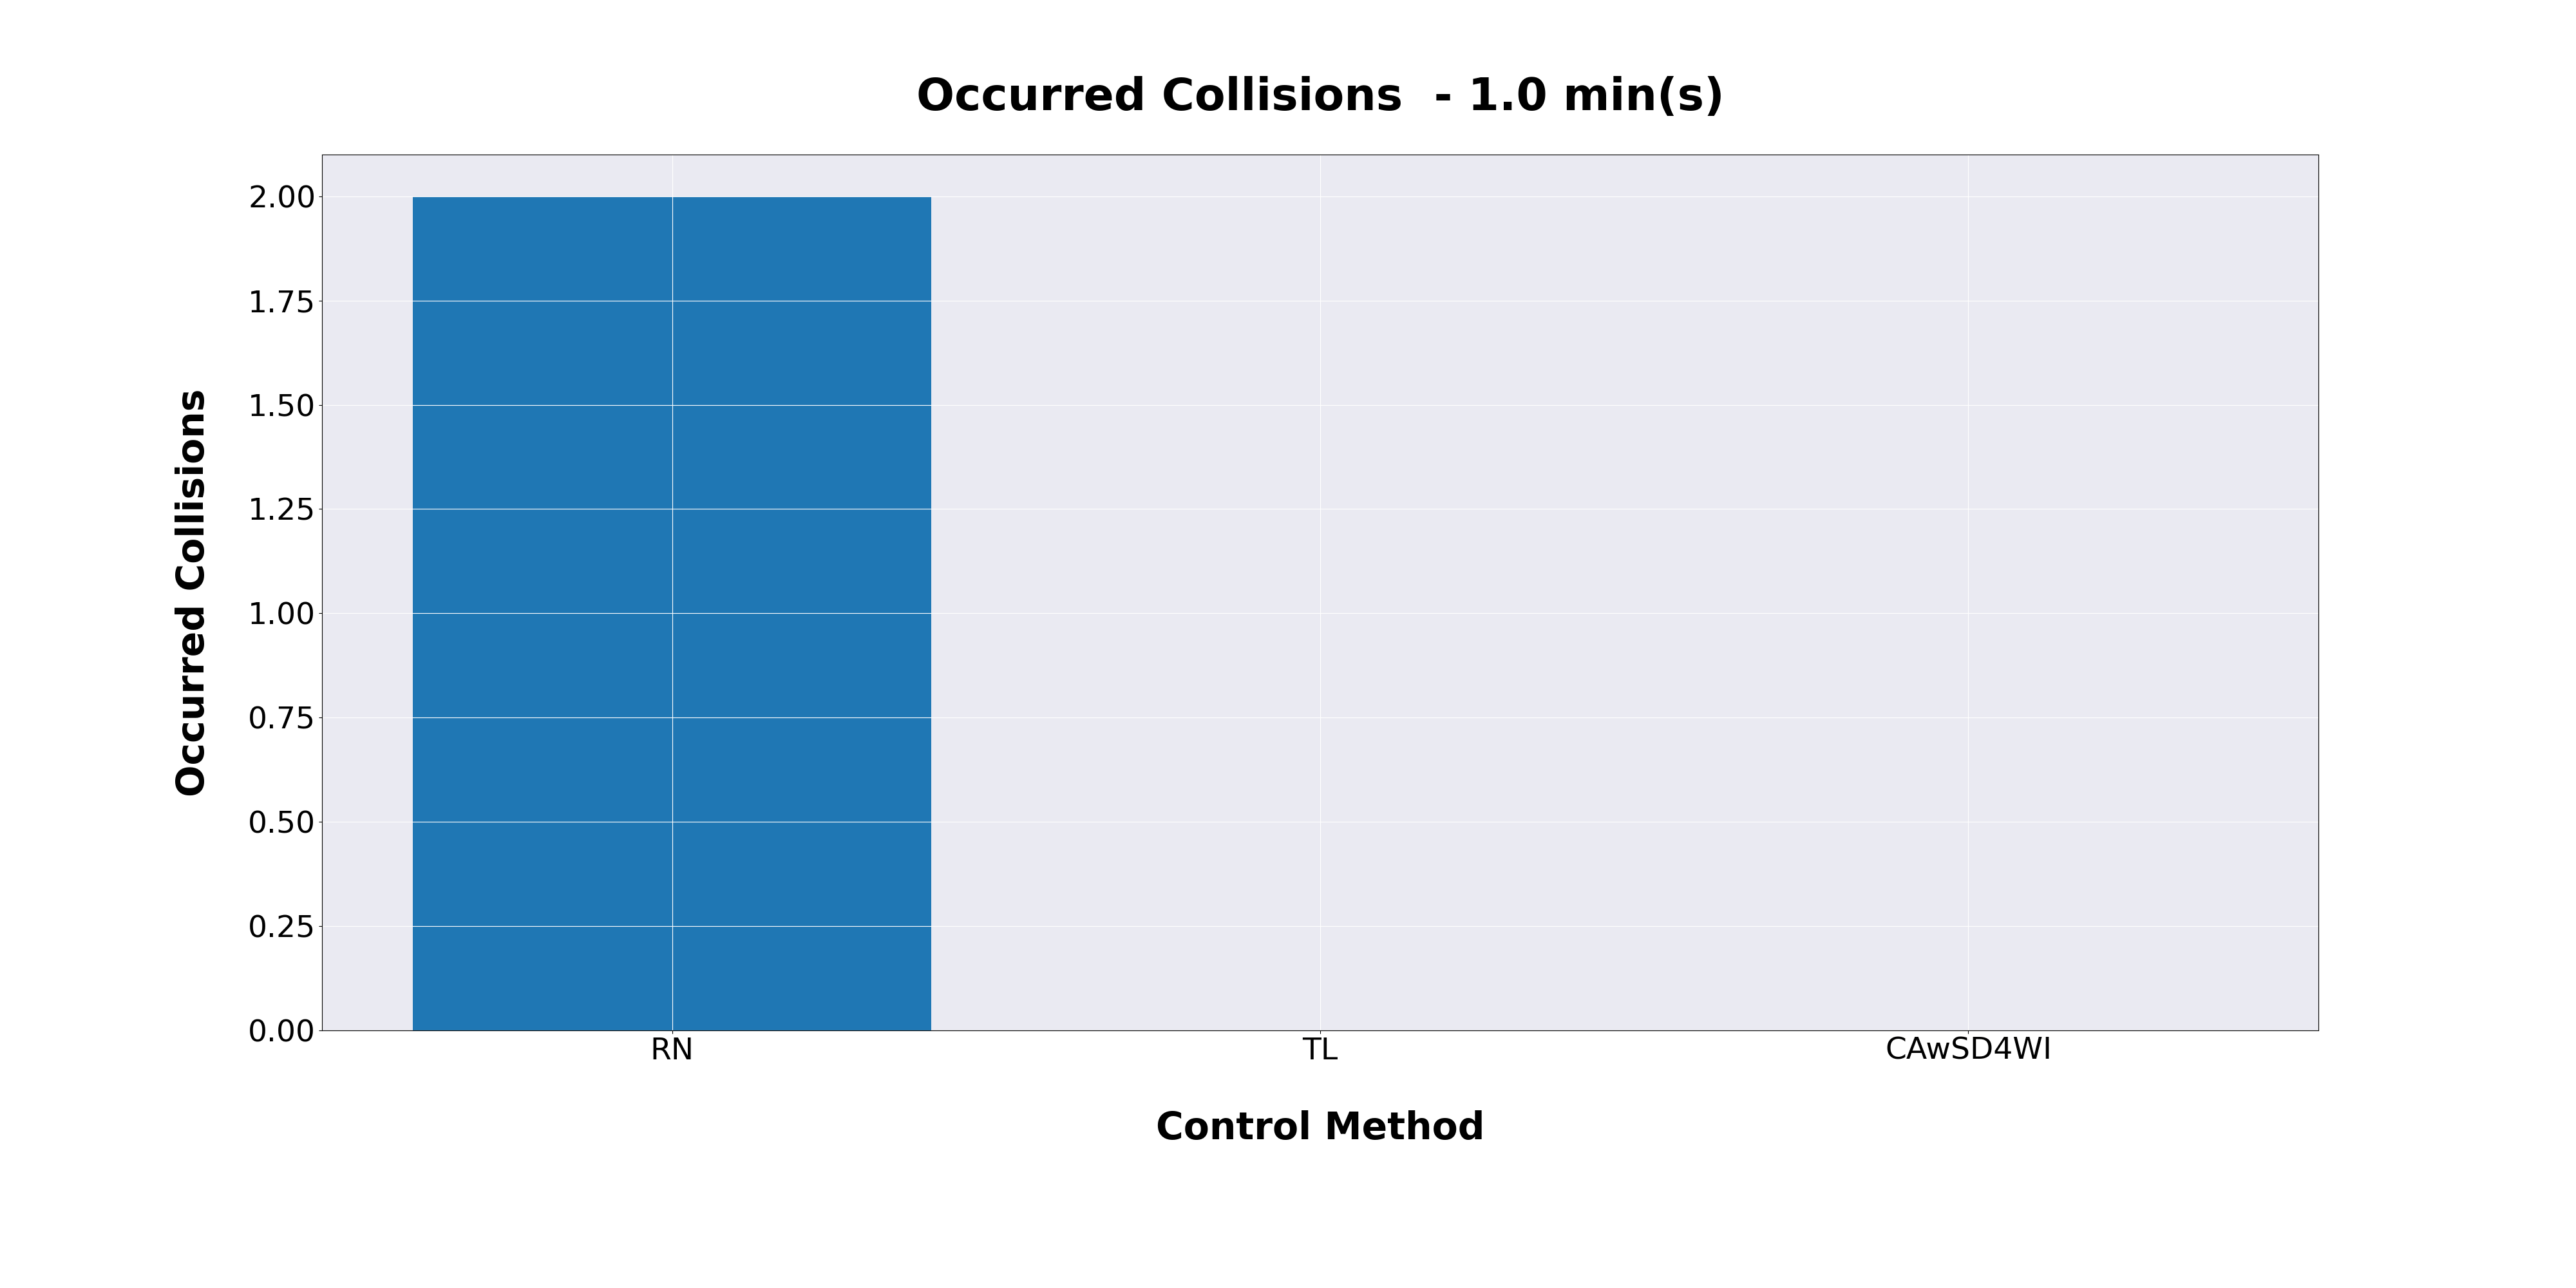 Occurred Collisions  - 1.0 min(s)
Occurred Collisions
2.00
1.75
1.50
1.25
1.00
0.75
0.50
0.25
0.00
RN
TL
CAwSD4WI
Control Method